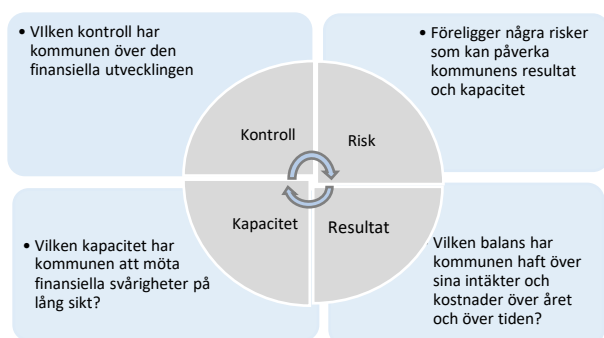 • VIlken kontroll har
kommunen över den
finansiella utvecklingen
• Föreligger några risker
som kan påverka
kommunens resultat
och kapacitet
Kontroll
Risk
Kapacitet
Resultat
• Vilken kapacitet har
kommunen att möta
finansiella svårigheter på
lång sikt?
Vilken balans har
kommunen haft över
sina intäkter och
kostnader över året
och över tiden?